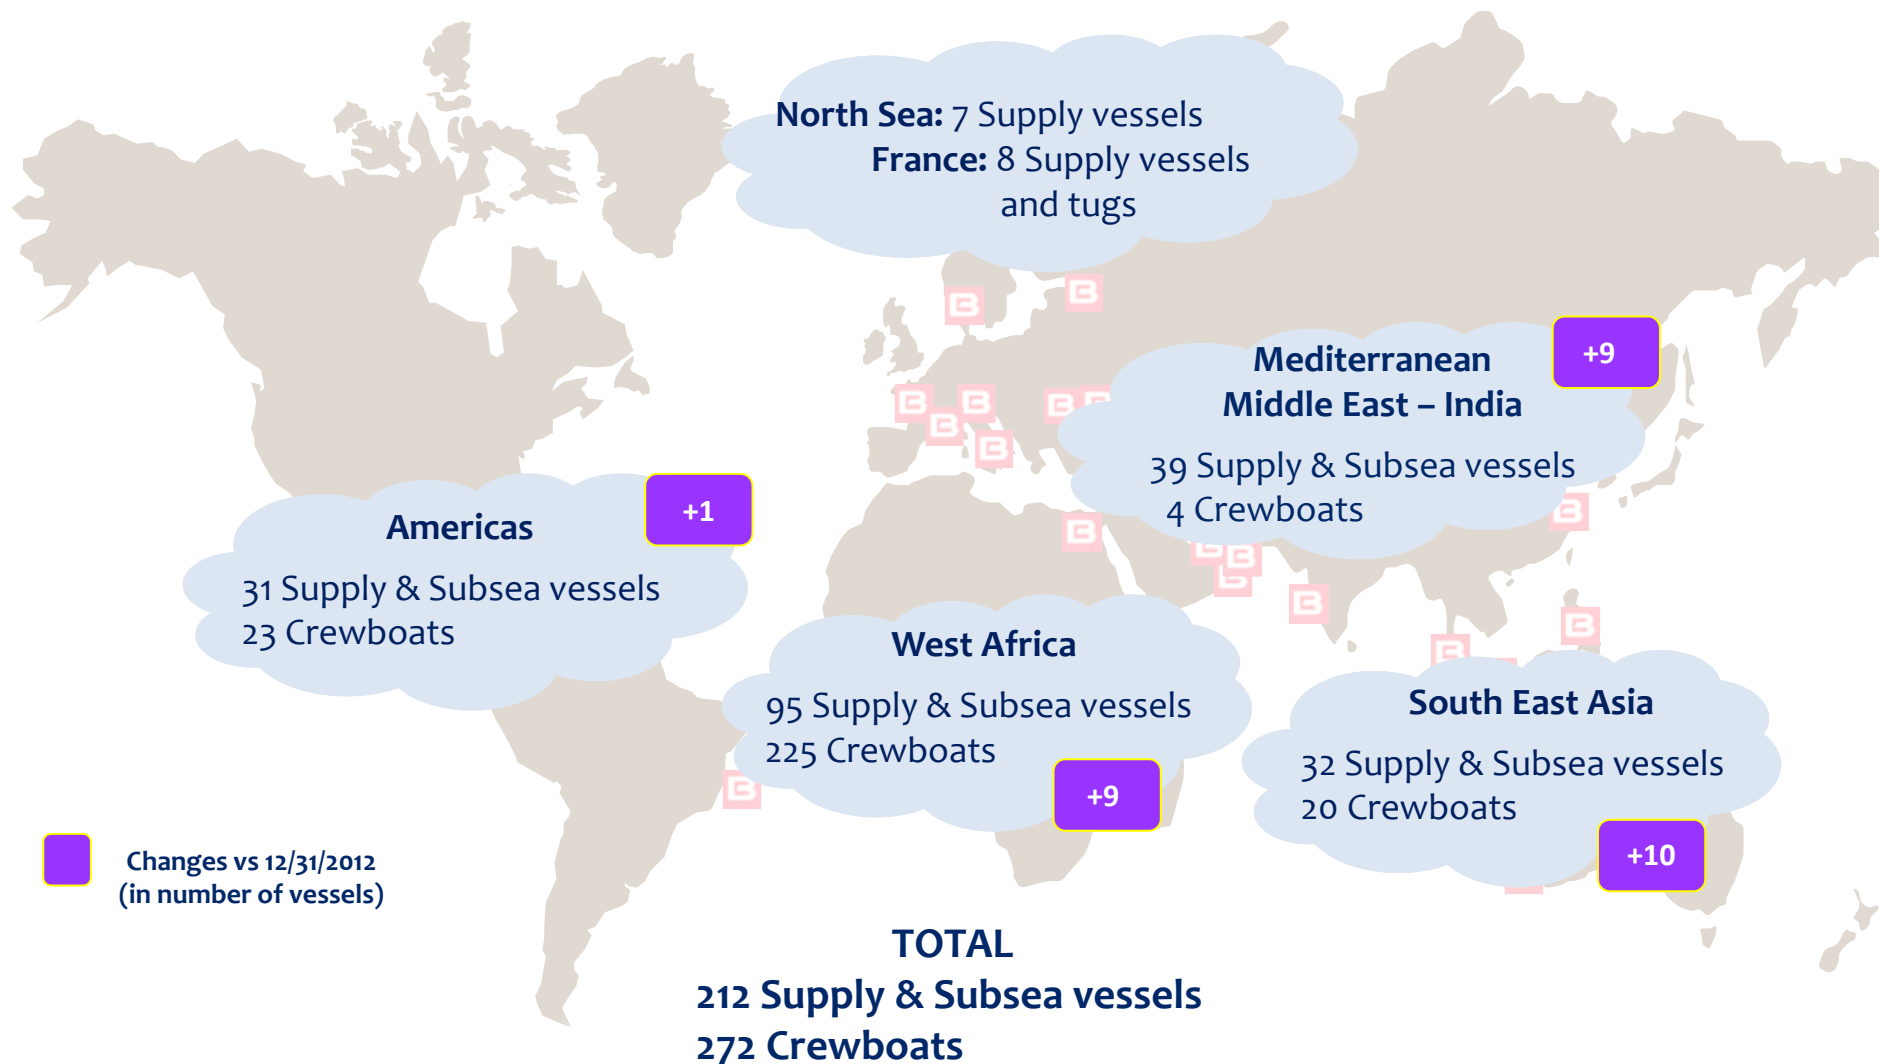 North Sea: 7 Supply vessels
France: 8 Supply vessels
and tugs
Mediterranean
Middle East – India
39 Supply & Subsea vessels
4 Crewboats
+9
Americas
31 Supply & Subsea vessels
23 Crewboats
+1
West Africa
95 Supply & Subsea vessels
225 Crewboats
+9
South East Asia
32 Supply & Subsea vessels
20 Crewboats
+10
Changes vs 12/31/2012
(in number of vessels)
TOTAL
212 Supply & Subsea vessels
272 Crewboats